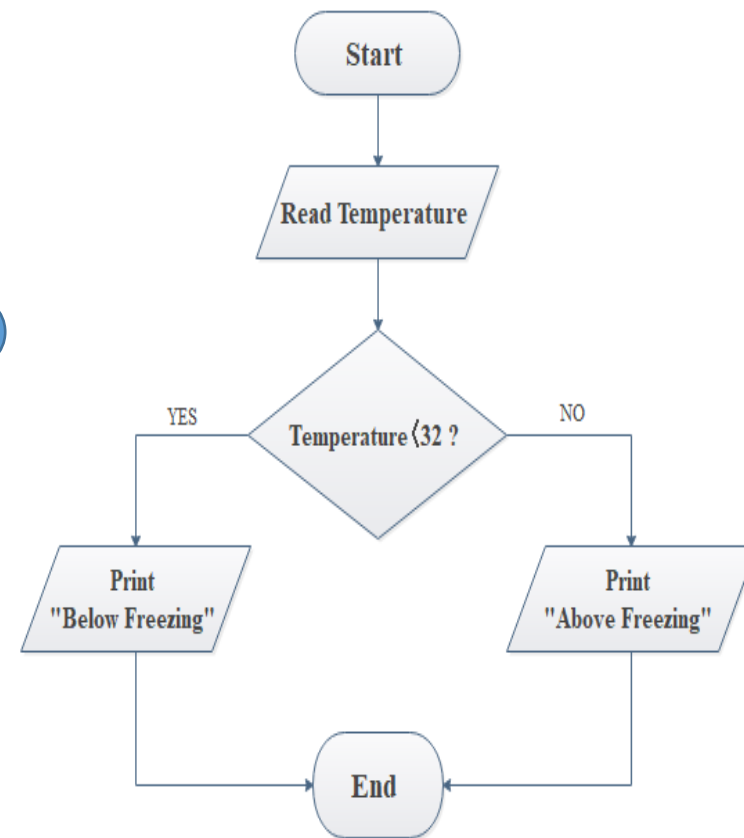 Start
Read Temperature
Temperature〈32 ?
YES
NO
Print
"Below Freezing"
Print
"Above Freezing"
End